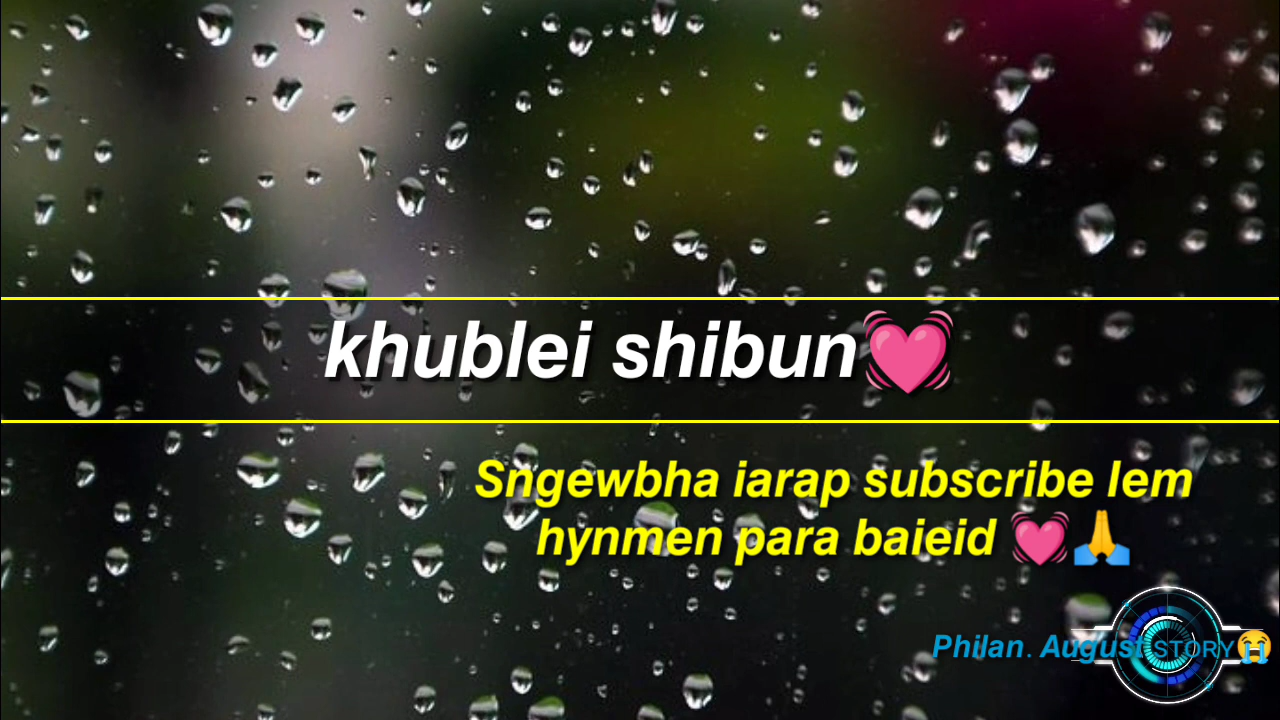 khublei shibun💓
Sngewbha iarap subscribe lem
hynmen para baieid 💓🙏
Philan. August STORY😭